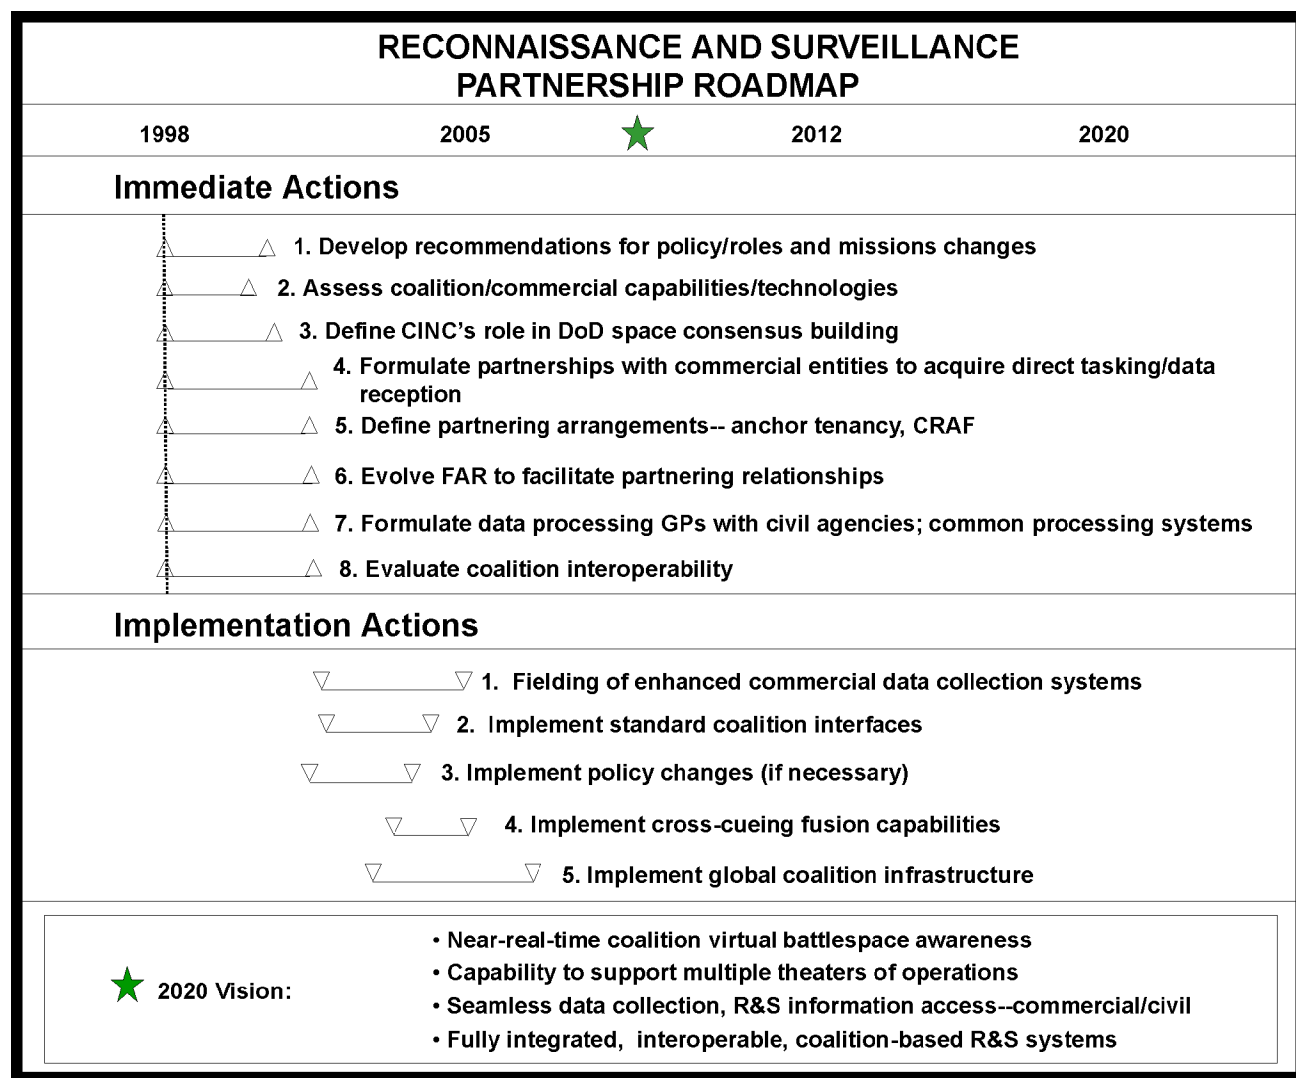 RECONNAISSANCE AND SURVEILLANCE
PARTNERSHIP ROADMAP
1998 2005 2012 2020
Immediate Actions
1. Develop recommendations for policy/roles and missions changes
2. Assess coalition/commercial capabilities/technologies
3. Define CINC's role in DoD space consensus building
4. Formulate partnerships with commercial entities to acquire direct tasking/data
reception
5. Define partnering arrangements-- anchor tenancy, CRAF
6. Evolve FAR to facilitate partnering relationships
7. Formulate data processing GPs with civil agencies; common processing systems
8. Evaluate coalition interoperability
Implementation Actions
1. Fielding of enhanced commercial data collection systems
2. Implement standard coalition interfaces
3. Implement policy changes (if necessary)
4. Implement cross-cueing fusion capabilities
5. Implement global coalition infrastructure
2020 Vision:
• Near-real-time coalition virtual battlespace awareness
• Capability to support multiple theaters of operations
• Seamless data collection, R&S information access--commercial/civil
• Fully integrated, interoperable, coalition-based R&S systems